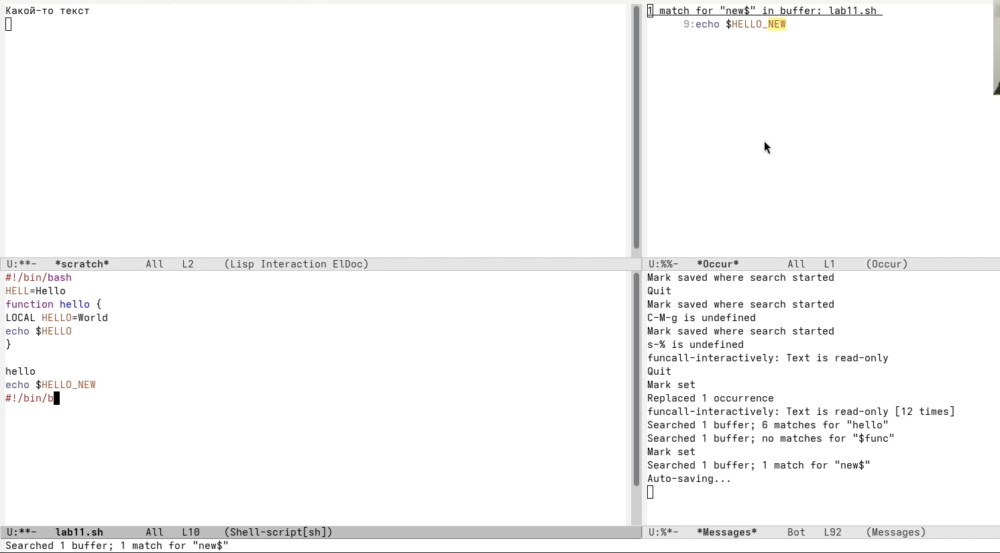 Какой-то текст
U:**-   *scratch*      All   L2     (Lisp Interaction ElDoc)
#!/bin/bash
HELL=Hello
function hello {
LOCAL HELLO=World
echo $HELLO
}
hello
echo $HELLO_NEW
#!/bin/b
U:**-   lab11.sh       All   L10    (Shell-script[sh])
Searched 1 buffer; 1 match for "new$"
1 match for "new$" in buffer: lab11.sh
      9:echo $HELLO_NEW
U:%%-   *Occur*        All   L1     (Occur)
Mark saved where search started
Quit
Mark saved where search started
C-M-g is undefined
Mark saved where search started
s-% is undefined
funcall-interactively: Text is read-only
Quit
Mark set
Replaced 1 occurrence
funcall-interactively: Text is read-only [12 times]
Searched 1 buffer; 6 matches for "hello"
Searched 1 buffer; no matches for "$func"
Mark set
Searched 1 buffer; 1 match for "new$"
Auto-saving...
U:%*-   *Messages*     Bot   L92    (Messages)